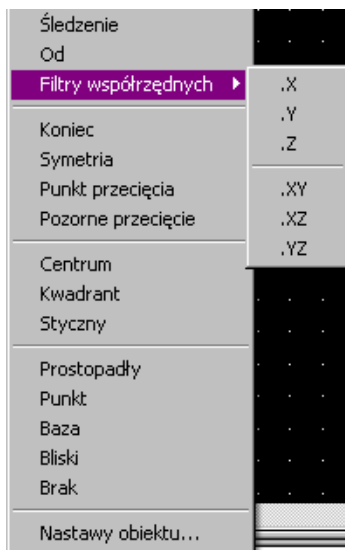 Śledzenie
Od
Filtry współrzędnych
.X
.Y
.Z
.XY
.XZ
.YZ
Koniec
Symetria
Punkt przecięcia
Pozorne przecięcie
Centrum
Kwadrant
Styczny
Prostopadły
Punkt
Baza
Bliski
Brak
Nastawy obiektu...